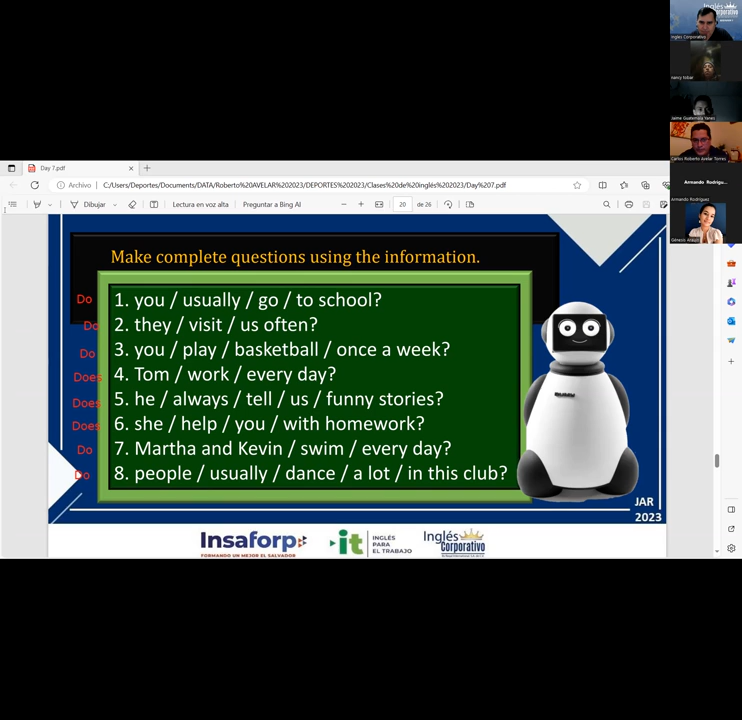 Inglés
Corporativo
Ingles Corporativo
nancy tobar
Jaime Guatemala Yanes
Carlos Roberto Avelar Torres
Armando Rodrigu...
Armando Rodriguez
Génesis Araujo
Day 7.pdf
Archivo
C:/Users/Deportes/Documents/DATA/Roberto%20AVELAR%202023/DEPORTES%202023/Clases%20de%20inglés%202023/Day%207.pdf
Dibujar
Lectura en voz alta
Preguntar a Bing AI
20
de 26
Make complete questions using the information.
Do 1. you / usually / go / to school?
Do 2. they / visit / us often?
Do 3. you / play / basketball / once a week?
Does 4. Tom / work / every day?
Does 5. he / always / tell / us / funny stories?
Does 6. she / help / you / with homework?
Do 7. Martha and Kevin / swim / every day?
Do 8. people / usually / dance / a lot / in this club?
JAR
2023
Insaforp
FORMANDO UN MEJOR EL SALVADOR
it
INGLÉS
PARA
EL TRABAJO
Inglés
Corporativo